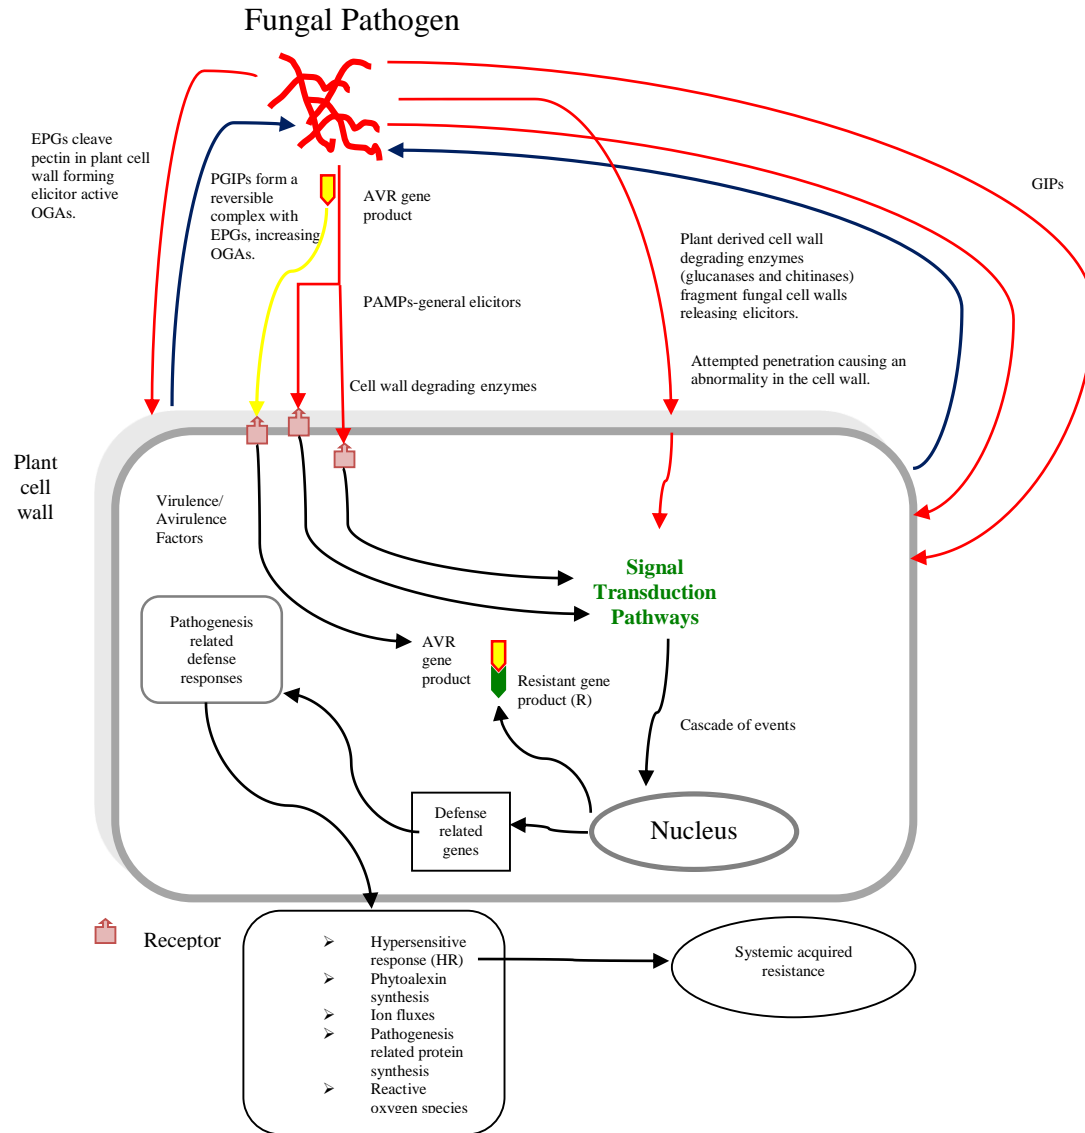 Fungal Pathogen
EPGs cleave
pectin in plant cell
wall forming
elicitor active
OGAs.
PGIPs form a
reversible
complex with
EPGs, increasing
OGAs.
AVR gene
product
GIPs
Plant derived cell wall
degrading enzymes
(glucanases and chitinases)
fragment fungal cell walls
releasing elicitors.
PAMPs-general elicitors
Attempted penetration causing an
abnormality in the cell wall.
Cell wall degrading enzymes
Plant
cell
wall
Virulence/
Avirulence
Factors
Signal
Transduction
Pathways
Pathogenesis
related
defense
responses
AVR
gene
product
Resistant gene
product (R)
Cascade of events
Defense
related
genes
Nucleus
Receptor
➢ Hypersensitive
response (HR)
➢ Phytoalexin
synthesis
➢ Ion fluxes
➢ Pathogenesis
related protein
synthesis
➢ Reactive
oxygen species
Systemic acquired
resistance